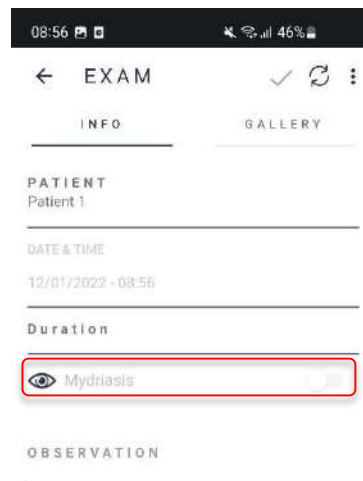 08:56 46%
EXAM
INFO GALLERY
PATIENT
Patient 1
DATE & TIME
12/01/2022 - 08:56
Duration
Mydriasis
OBSERVATION